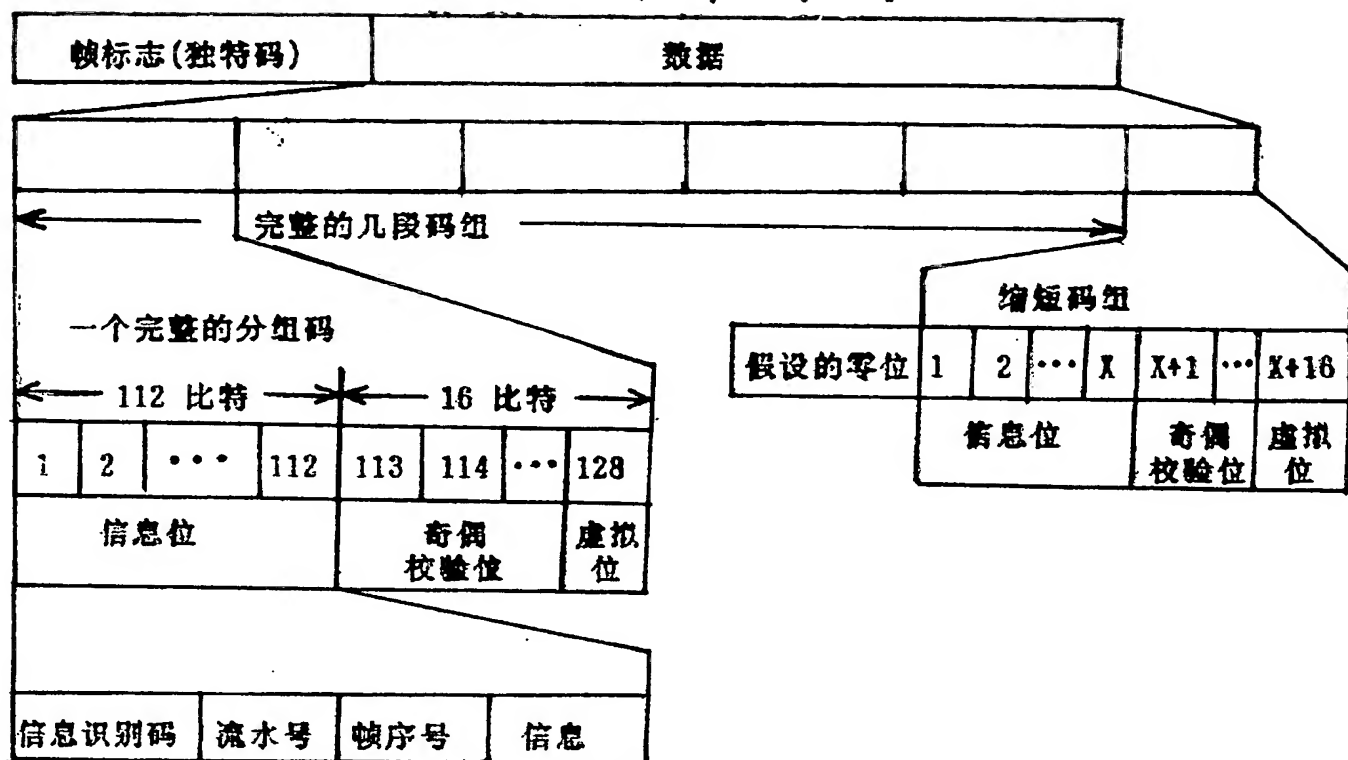 帧标志(独特码) 数据
完整的几段码组
缩短码组
一个完整的分组码
假设的零位 1 2 ··· X X+1 ··· X+16
112 比特 16 比特
信息位 奇偶校验位 虚拟位
1 2 ··· 112 113 114 ··· 128
信息位 奇偶校验位 虚拟位
信息识别码 流水号 帧序号 信息